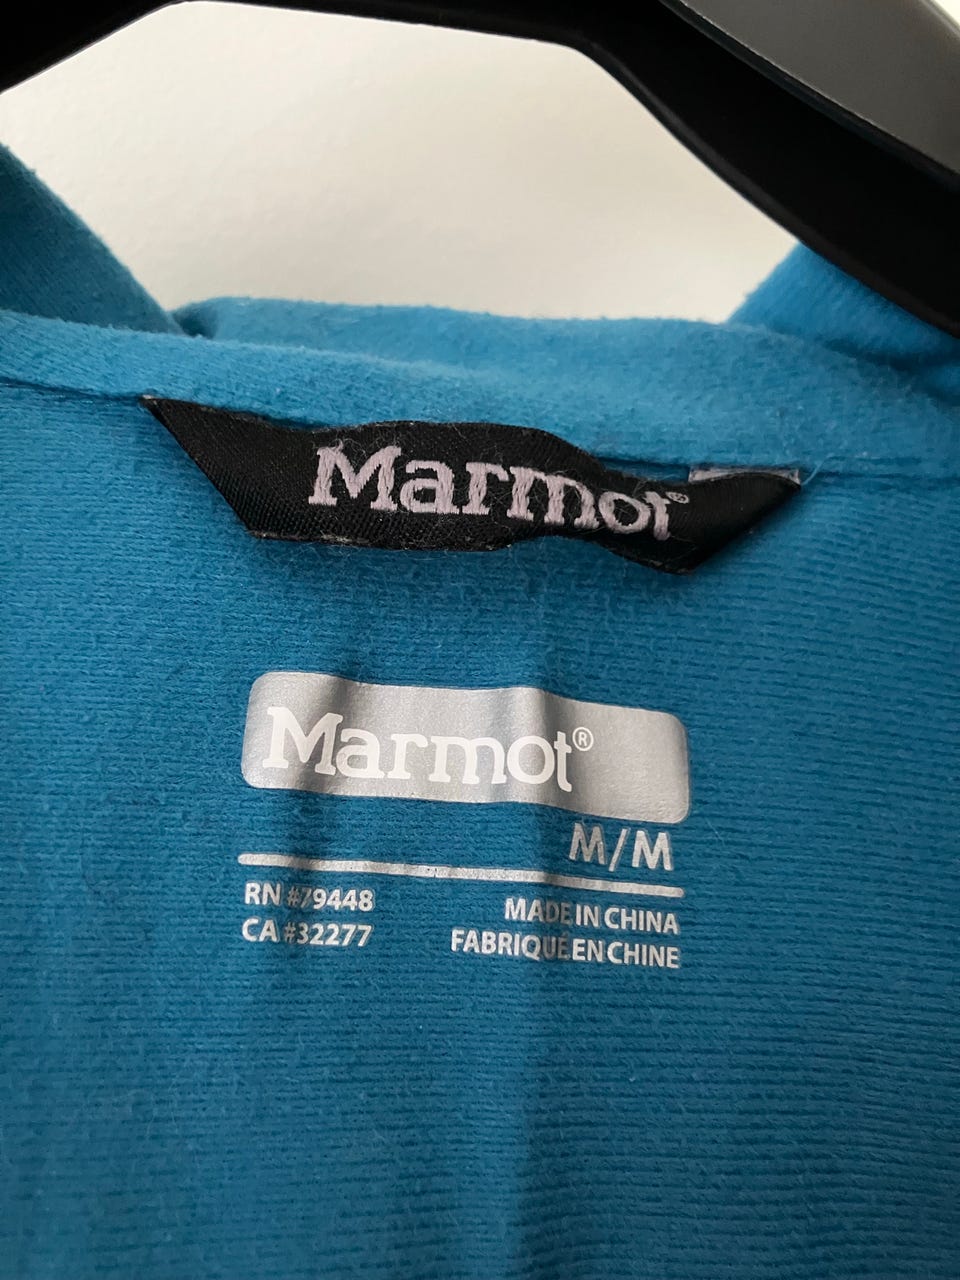 Marmot®
Marmot®
M/M
RN #79448
CA #32277
MADE IN CHINA
FABRIQUÉ EN CHINE